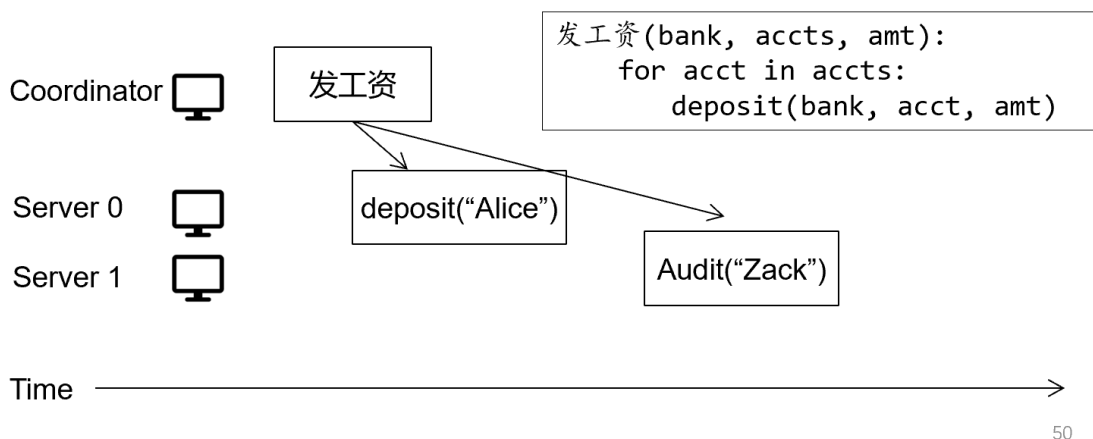 发工资(bank, accts, amt):
for acct in accts:
deposit(bank, acct, amt)
Coordinator
发工资
Server 0
deposit(“Alice”)
Server 1
Audit(“Zack”)
Time
50